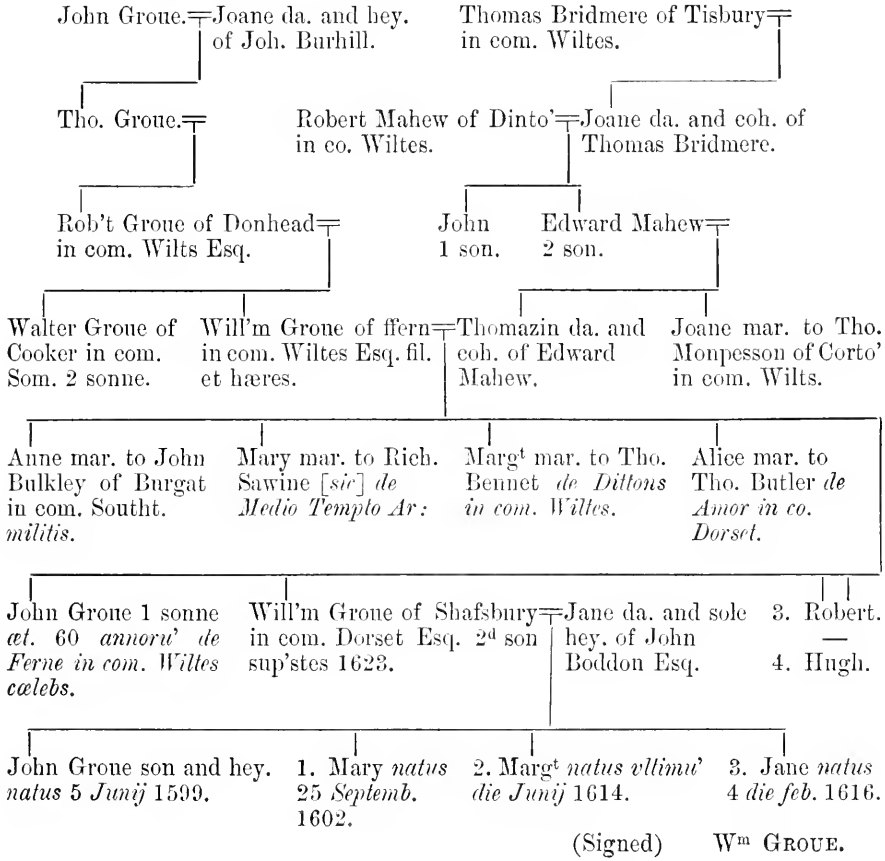 John Groue.╤Joane da. and hey.
of Joh. Burhill.
Thomas Bridmere of Tisbury╤
in com. Wiltes.
Tho. Groue.╤
Robert Mahew of Dinto'╤Joane da. and coh. of
in co. Wiltes.
Thomas Bridmere.
Rob't Groue of Donhead╤
in com. Wilts Esq.
John
1 son.
Edward Mahew╤
2 son.
Walter Groue of
Cooker in com.
Som. 2 sonne.
Will'm Groue of ffern╤Thomazin da. and
in com. Wiltes Esq. fil.
et hæres.
coh. of Edward
Mahew.
Joane mar. to Tho.
Monpesson of Corto'
in com. Wilts.
Anne mar. to John
Bulkley of Burgat
in com. Southt.
militis.
Mary mar. to Rich.
Sawine [sic] de
Medio Templo Ar:
Margt mar. to Tho.
Bennet de Dittons
in com. Wiltes.
Alice mar. to
Tho. Butler de
Amor in co.
Dorset.
John Groue 1 sonne
æt. 60 annoru' de
Ferne in com. Wiltes
cælebs.
Will'm Groue of Shafsbury╤Jane da. and sole
in com. Dorset Esq. 2d son
sup'stes 1623.
hey. of John
Boddon Esq.
3. Robert.
—
4. Hugh.
John Groue son and hey.
natus 5 Junij 1599.
1. Mary natus
25 Septemb.
1602.
2. Margt natus vltimu'
die Junij 1614.
3. Jane natus
4 die feb. 1616.
(Signed) Wm GROUE.